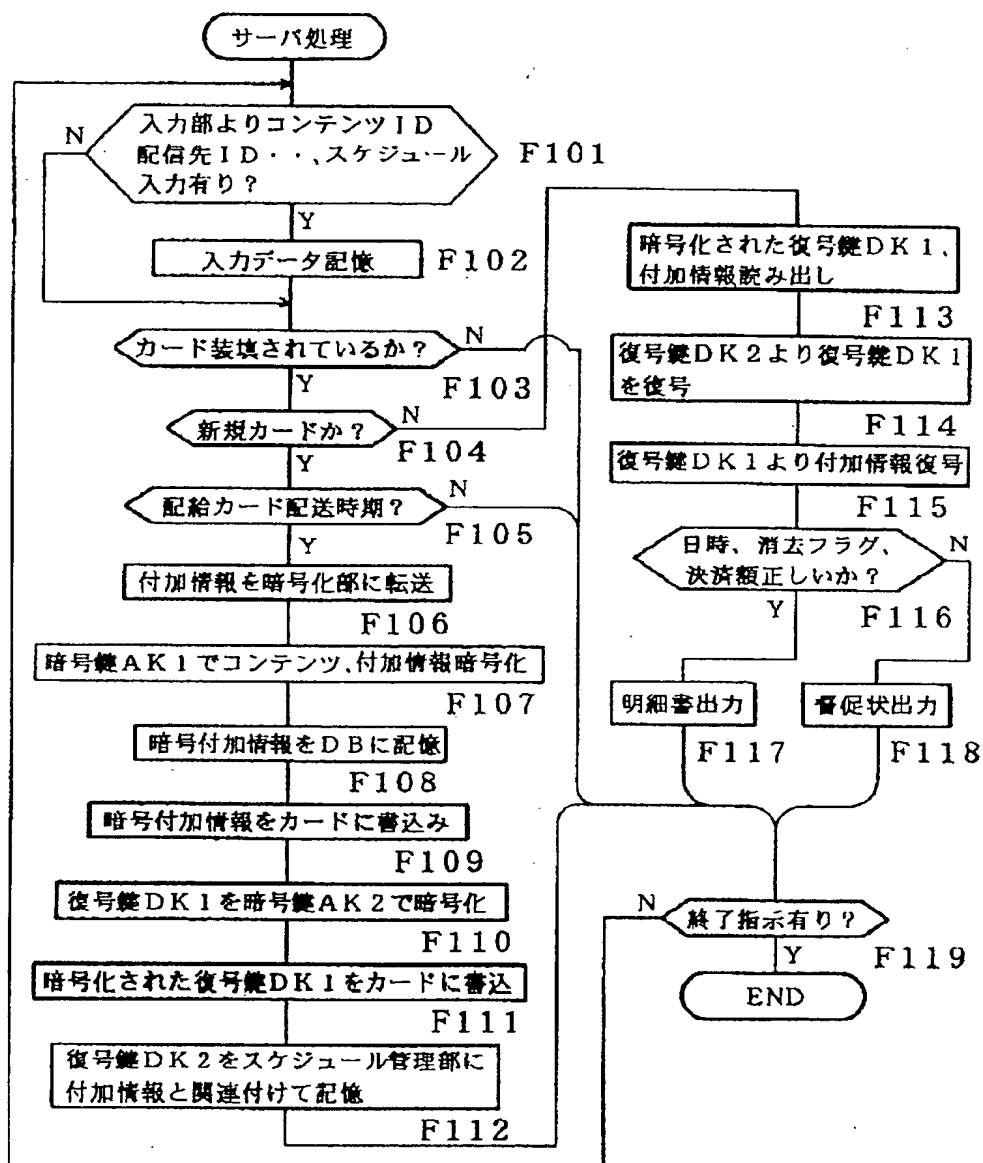 サーバ処理
N
入力部よりコンテンツID
配信先ID・・、スケジュール
入力有り？
F101
Y
入力データ記憶
F102
カード装填されているか？
N
F103
Y
新規カードか？
N
F104
Y
配給カード配送時期？
N
F105
Y
付加情報を暗号化部に転送
F106
暗号鍵AK1でコンテンツ、付加情報暗号化
F107
暗号付加情報をDBに記憶
F108
暗号付加情報をカードに書込み
F109
復号鍵DK1を暗号鍵AK2で暗号化
F110
暗号化された復号鍵DK1をカードに書込
F111
復号鍵DK2をスケジュール管理部に
付加情報と関連付けて記憶
F112
暗号化された復号鍵DK1、
付加情報読み出し
F113
復号鍵DK2より復号鍵DK1
を復号
F114
復号鍵DK1より付加情報復号
F115
日時、消去フラグ、
決済額正しいか？
N
Y
F116
明細書出力
F117
督促状出力
F118
N
終了指示有り？
Y
F119
END